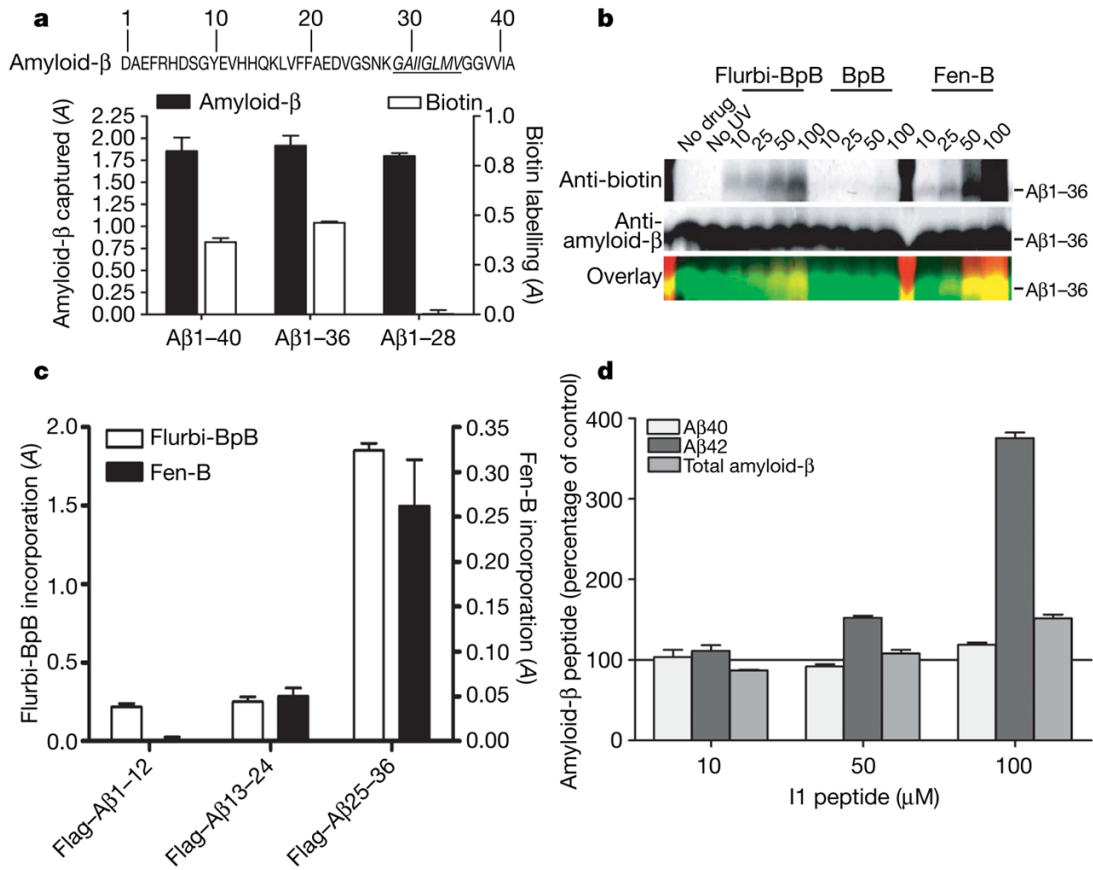 a
1 10 20 30 40
Amyloid-β DAEFRHDSGYEVHHQKLVFFAEDVGSNKGAIIGLMVGGVVIA
Amyloid-β Biotin
Amyloid-β captured (A)
2.25
2.00
1.75
1.50
1.25
1.00
0.75
0.50
0.25
0.00
1.0
0.8
0.5
0.3
0.0
Biotin labelling (A)
Aβ1–40 Aβ1–36 Aβ1–28
b
Flurbi-BpB BpB Fen-B
No drug No UV 10 25 50 100 10 25 50 100 10 25 50 100
Anti-biotin Aβ1–36
Anti-
amyloid-β Aβ1–36
Overlay Aβ1–36
c
Flurbi-BpB
Fen-B
Flurbi-BpB incorporation (A)
2.0
1.5
1.0
0.5
0.0
0.35
0.30
0.25
0.20
0.15
0.10
0.05
0.00
Fen-B incorporation (A)
Flag–Aβ1–12 Flag–Aβ13–24 Flag–Aβ25–36
d
Aβ40
Aβ42
Total amyloid-β
Amyloid-β peptide (percentage of control)
400
300
200
100
0
10 50 100
I1 peptide (μM)